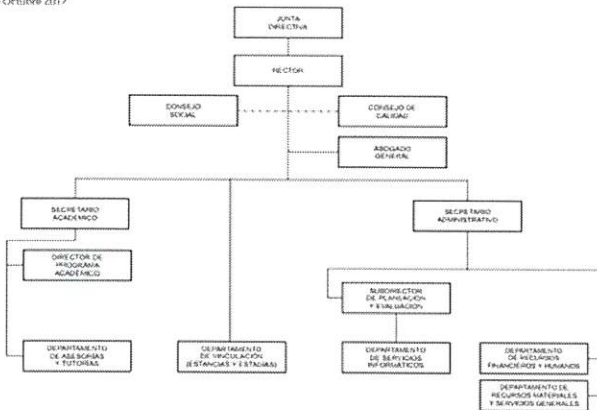 Octubre 2017
JUNTA
DIRECTIVA
RECTOR
CONSEJO
SOCIAL
CONSEJO DE
CALIDAD
ABOGADO
GENERAL
SECRETARIO
ACADÉMICO
SECRETARIO
ADMINISTRATIVO
DIRECTOR DE
PROGRAMA
ACADÉMICO
SUBDIRECTOR
DE PLANEACIÓN
Y EVALUACIÓN
DEPARTAMENTO
DE ASESORÍAS
Y TUTORÍAS
DEPARTAMENTO
DE VINCULACIÓN
(ESTANCIAS Y ESTADÍAS)
DEPARTAMENTO
DE SERVICIOS
INFORMÁTICOS
DEPARTAMENTO
DE RECURSOS
FINANCIEROS Y HUMANOS
DEPARTAMENTO DE
RECURSOS MATERIALES
Y SERVICIOS GENERALES